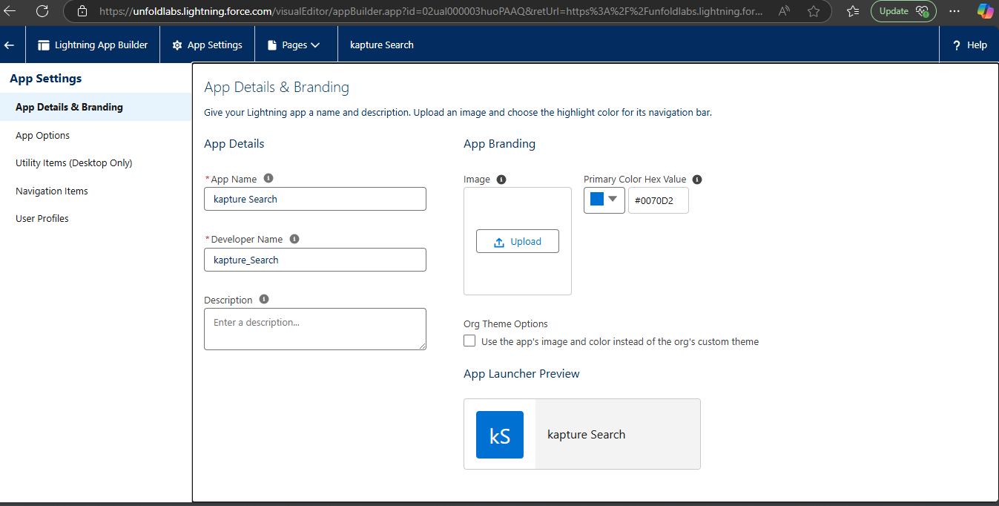 https://unfoldlabs.lightning.force.com/visualEditor/appBuilder.app?id=02ual000003huoPAAQ&retUrl=https%3A%2F%2Funfoldlabs.lightning.for...
Update
Lightning App Builder
App Settings
Pages
kapture Search
? Help
App Settings
App Details & Branding
App Options
Utility Items (Desktop Only)
Navigation Items
User Profiles
App Details & Branding
Give your Lightning app a name and description. Upload an image and choose the highlight color for its navigation bar.
App Details
*App Name
kapture Search
*Developer Name
kapture_Search
Description
Enter a description...
App Branding
Image
Upload
Primary Color Hex Value
#0070D2
Org Theme Options
Use the app's image and color instead of the org's custom theme
App Launcher Preview
kS
kapture Search